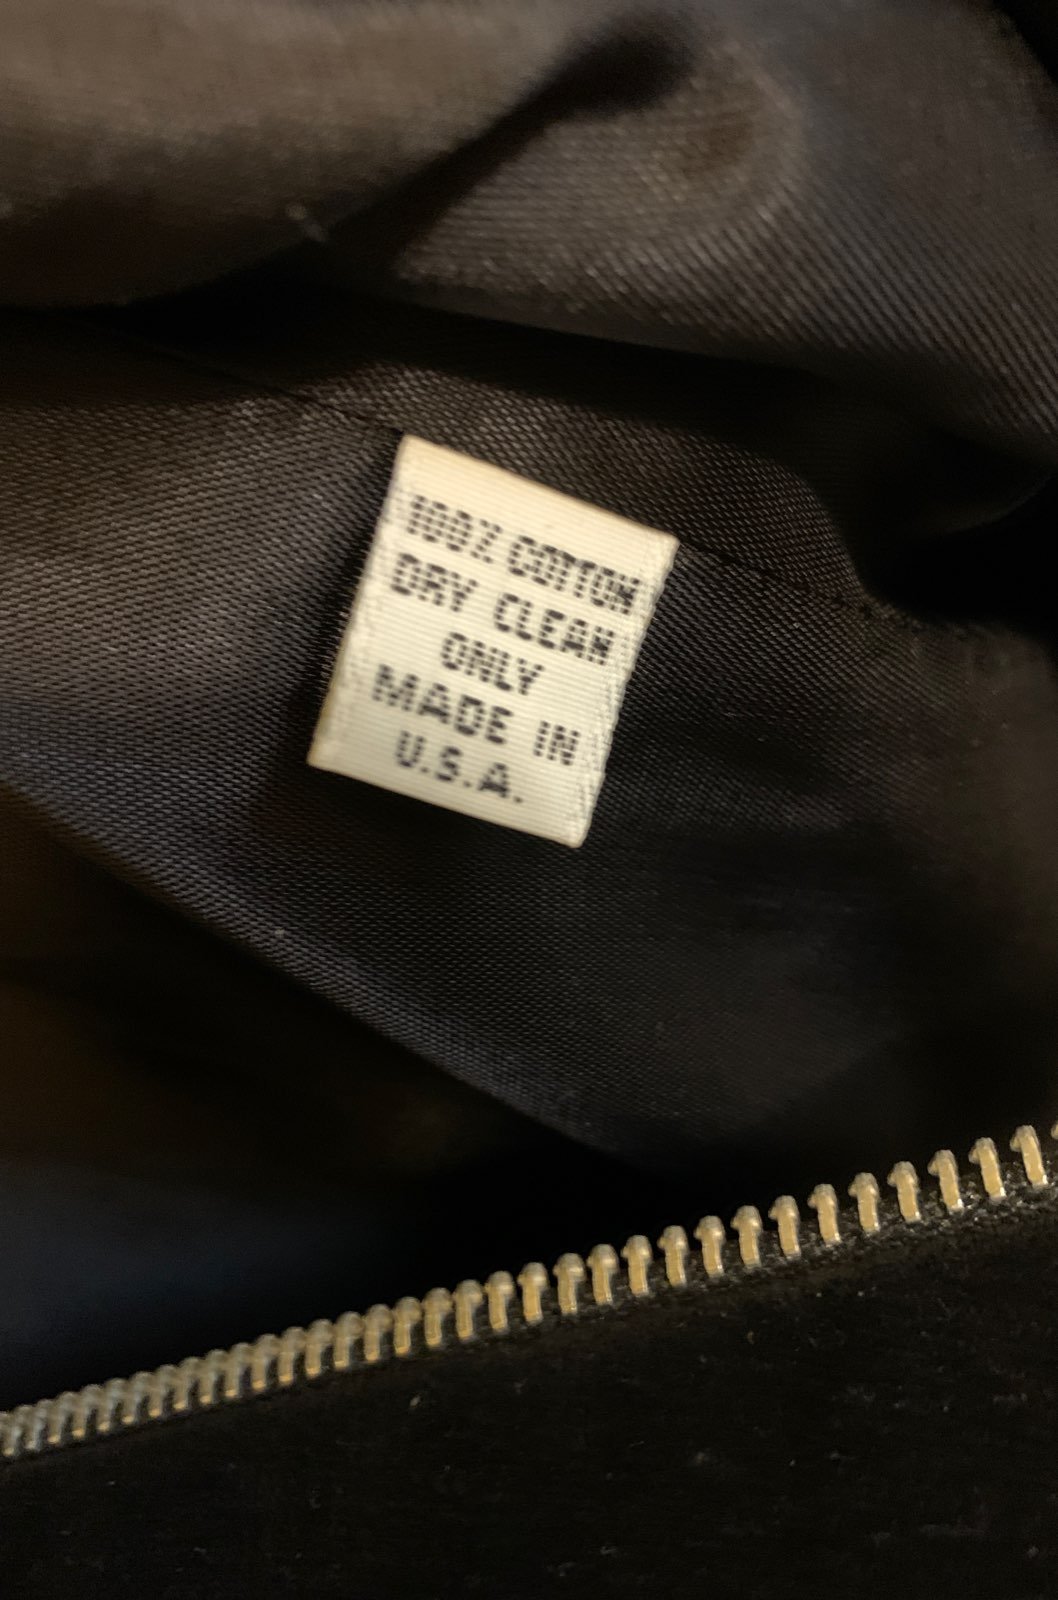 100% COTTON
DRY CLEAN
ONLY
MADE IN
U.S.A.